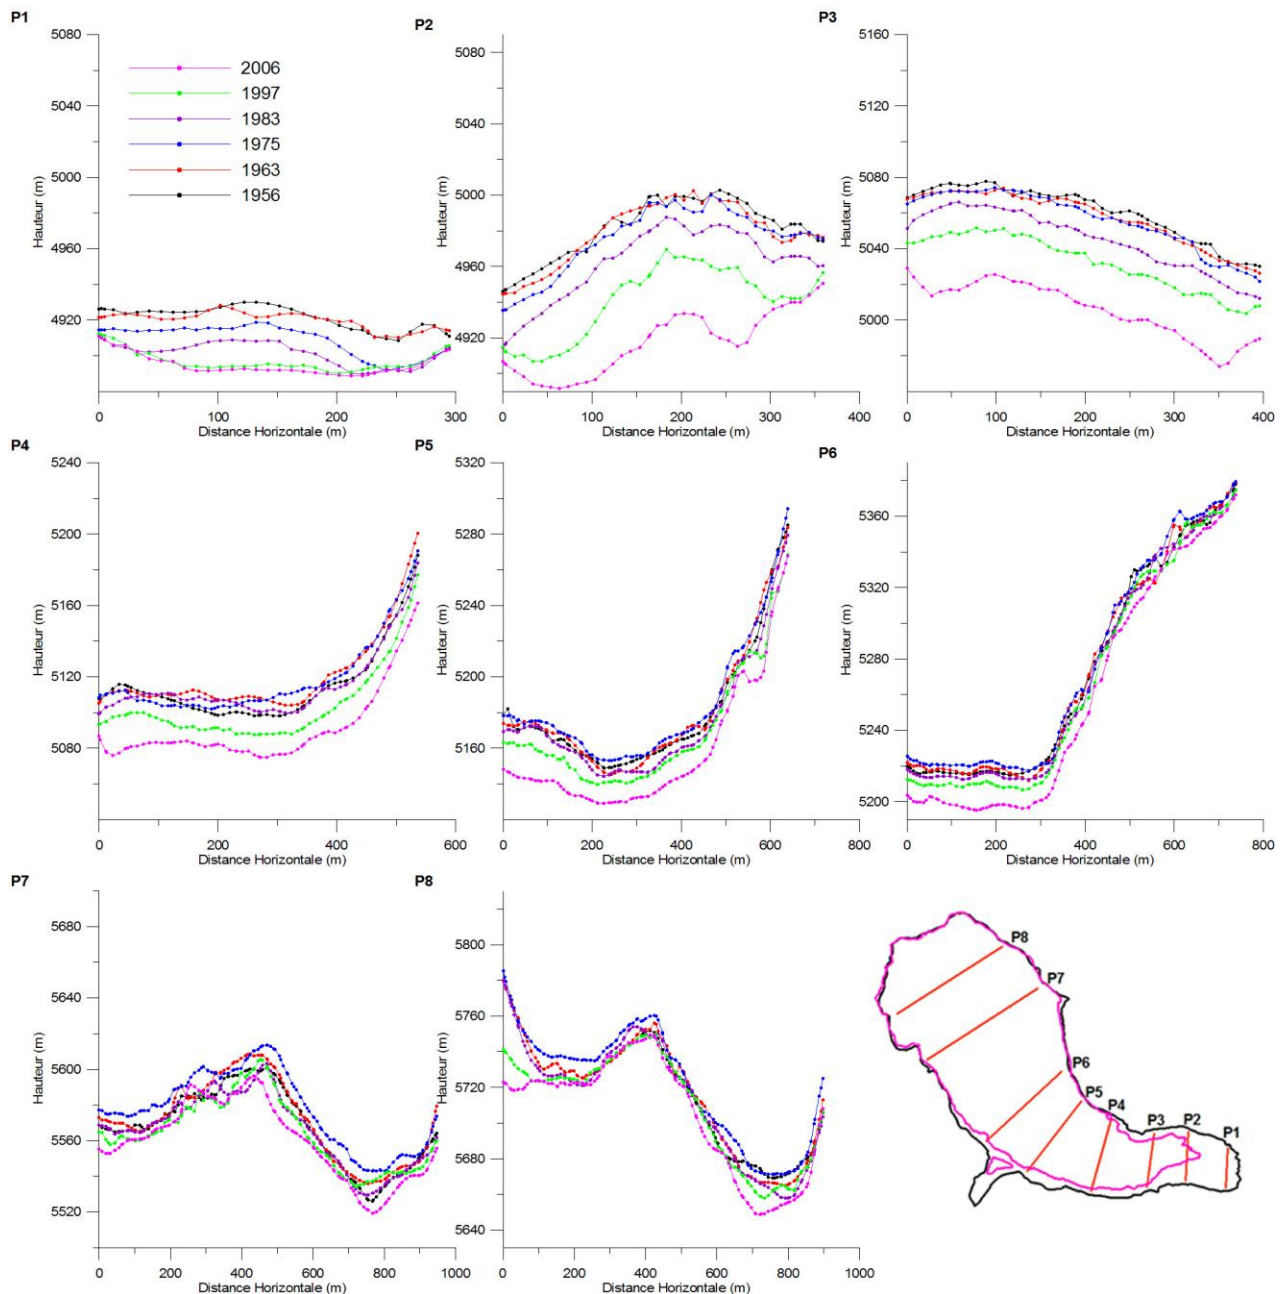 P1
5080
5040
5000
4960
4920
Hauteur (m)
2006
1997
1983
1975
1963
1956
0 100 200 300
Distance Horizontale (m)
P2
5080
5040
5000
4960
4920
Hauteur (m)
0 100 200 300 400
Distance Horizontale (m)
P3
5160
5120
5080
5040
5000
Hauteur (m)
0 100 200 300 400
Distance Horizontale (m)
P4
5240
5200
5160
5120
5080
Hauteur (m)
0 200 400 600
Distance Horizontale (m)
P5
5320
5280
5240
5200
5160
Hauteur (m)
0 200 400 600 800
Distance Horizontale (m)
P6
5360
5320
5280
5240
5200
Hauteur (m)
0 200 400 600 800
Distance Horizontale (m)
P7
5680
5640
5600
5560
5520
Hauteur (m)
0 200 400 600 800 1000
Distance Horizontale (m)
P8
5800
5760
5720
5680
5640
Hauteur (m)
0 200 400 600 800 1000
Distance Horizontale (m)
P8
P7
P6
P5
P4
P3
P2
P1